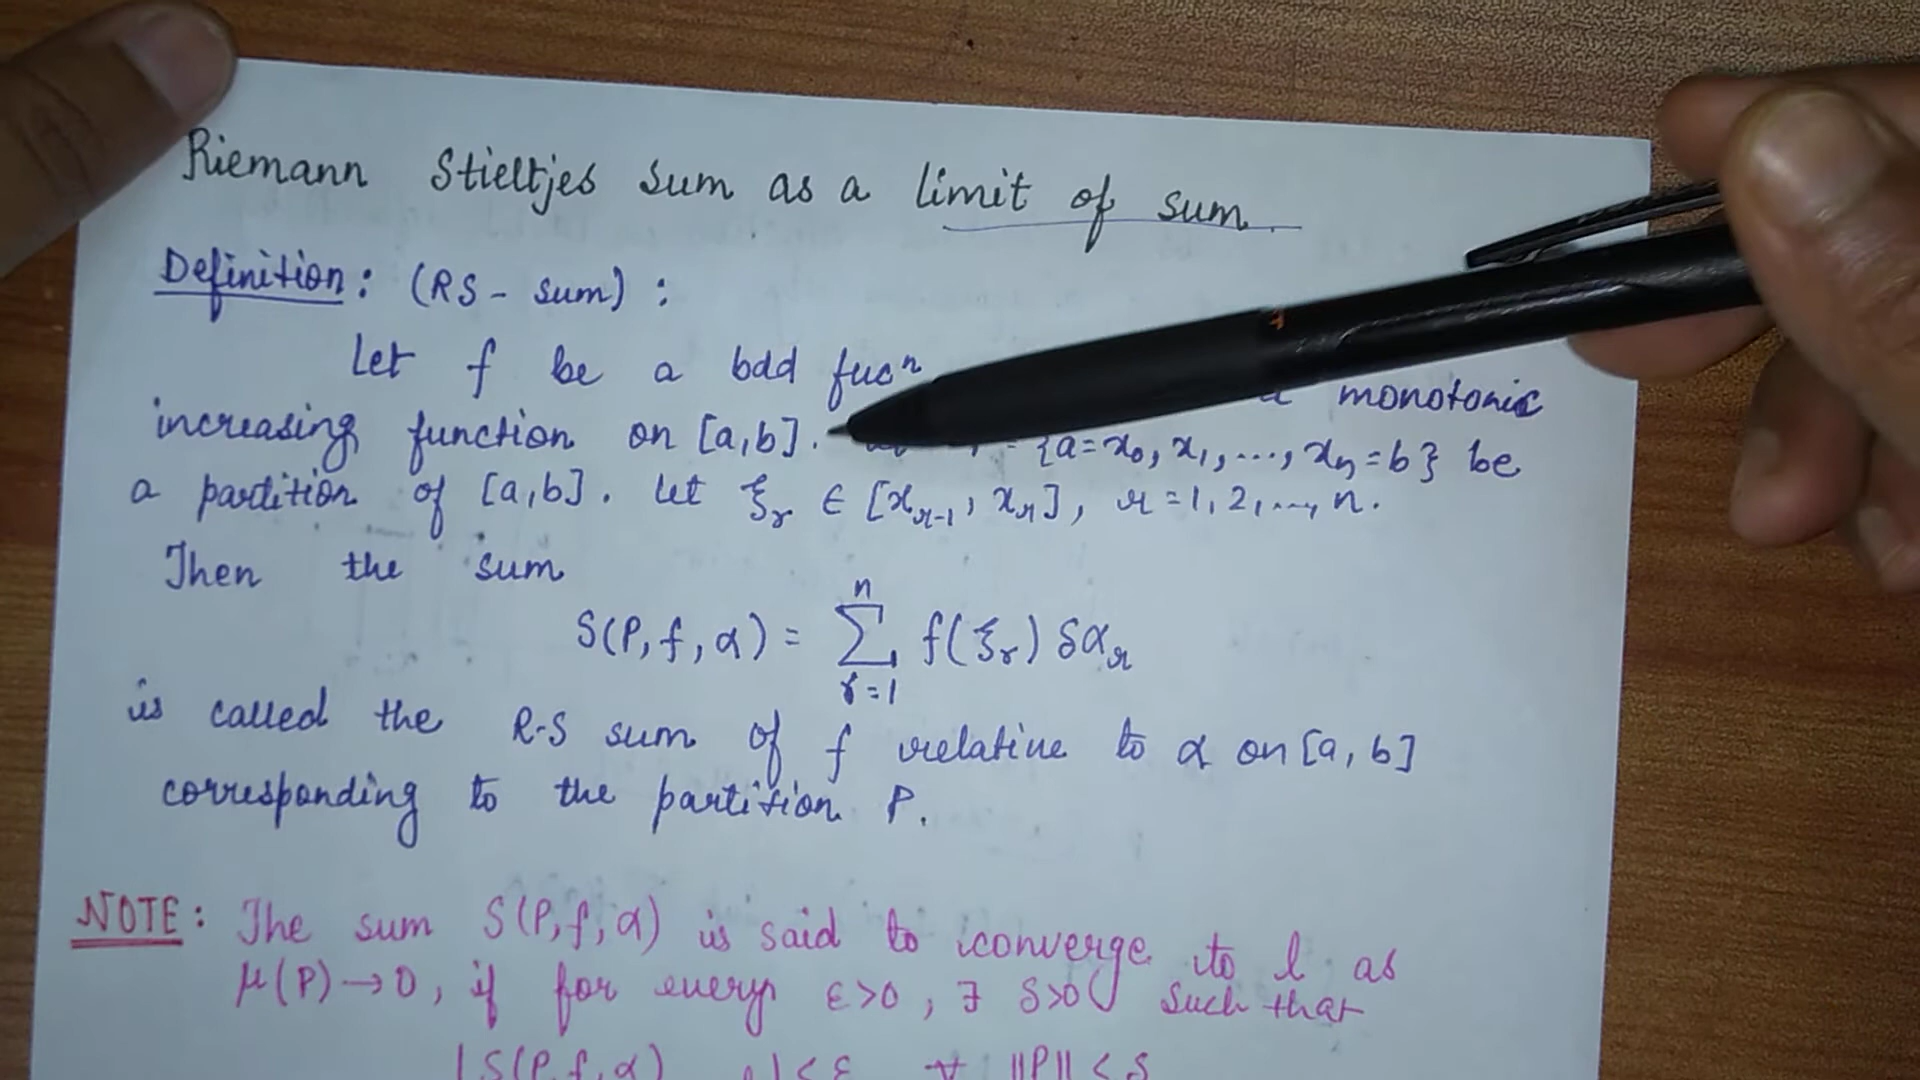 Riemann Stieltjes Sum as a limit of sum.
Definition: (RS - sum) :
Let f be a bdd fucⁿ monotonic
increasing function on [a,b]. = {a=x₀, x₁, ..., xₙ=b} be
a partition of [a,b]. Let ξᵣ ∈ [xᵣ₋₁, xᵣ], r=1,2,...,n.
Then the sum
S(P,f,α) = Σ f(ξᵣ) δαᵣ
n
r=1
is called the R-S sum of f relative to α on [a,b]
corresponding to the partition P.
NOTE: The sum S(P,f,α) is said to converge to l as
μ(P)→0, if for every ε>0, ∃ δ>0 such that
|S(P,f,α) l|<ε ∀ ||P|| < δ